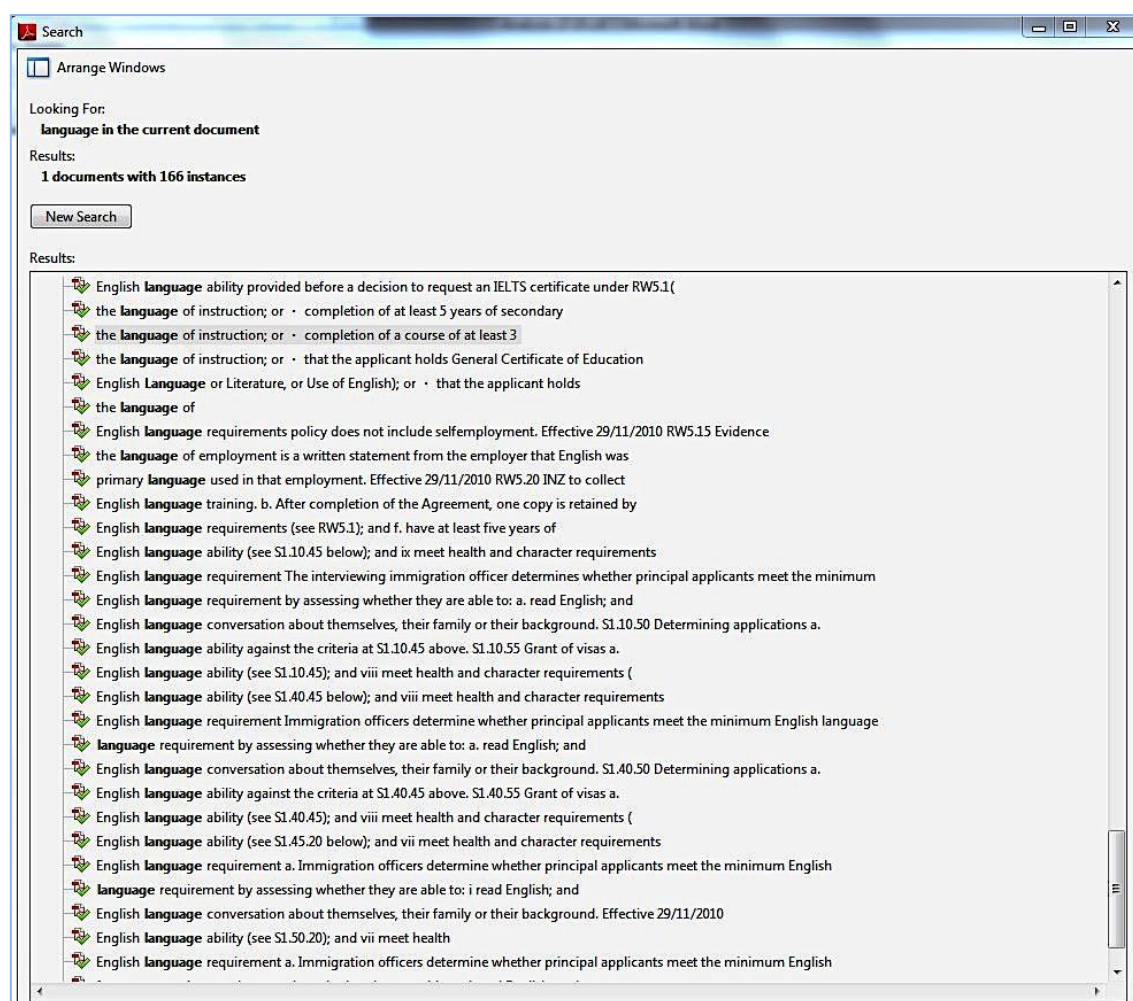 Search
Arrange Windows
Looking For:
language in the current document
Results:
1 documents with 166 instances
New Search
Results:
English language ability provided before a decision to request an IELTS certificate under RW5.1(
the language of instruction; or · completion of at least 5 years of secondary
the language of instruction; or · completion of a course of at least 3
the language of instruction; or · that the applicant holds General Certificate of Education
English Language or Literature, or Use of English); or · that the applicant holds
the language of
English language requirements policy does not include selfemployment. Effective 29/11/2010 RW5.15 Evidence
the language of employment is a written statement from the employer that English was
primary language used in that employment. Effective 29/11/2010 RW5.20 INZ to collect
English language training. b. After completion of the Agreement, one copy is retained by
English language requirements (see RW5.1); and f. have at least five years of
English language ability (see S1.10.45 below); and ix meet health and character requirements
English language requirement The interviewing immigration officer determines whether principal applicants meet the minimum
English language requirement by assessing whether they are able to: a. read English; and
English language conversation about themselves, their family or their background. S1.10.50 Determining applications a.
English language ability against the criteria at S1.10.45 above. S1.10.55 Grant of visas a.
English language ability (see S1.10.45); and viii meet health and character requirements (
English language ability (see S1.40.45 below); and viii meet health and character requirements
English language requirement Immigration officers determine whether principal applicants meet the minimum English language
language requirement by assessing whether they are able to: a. read English; and
English language conversation about themselves, their family or their background. S1.40.50 Determining applications a.
English language ability against the criteria at S1.40.45 above. S1.40.55 Grant of visas a.
English language ability (see S1.40.45); and viii meet health and character requirements (
English language ability (see S1.45.20 below); and vii meet health and character requirements
English language requirement a. Immigration officers determine whether principal applicants meet the minimum English
language requirement by assessing whether they are able to: i read English; and
English language conversation about themselves, their family or their background. Effective 29/11/2010
English language ability (see S1.50.20); and vii meet health
English language requirement a. Immigration officers determine whether principal applicants meet the minimum English